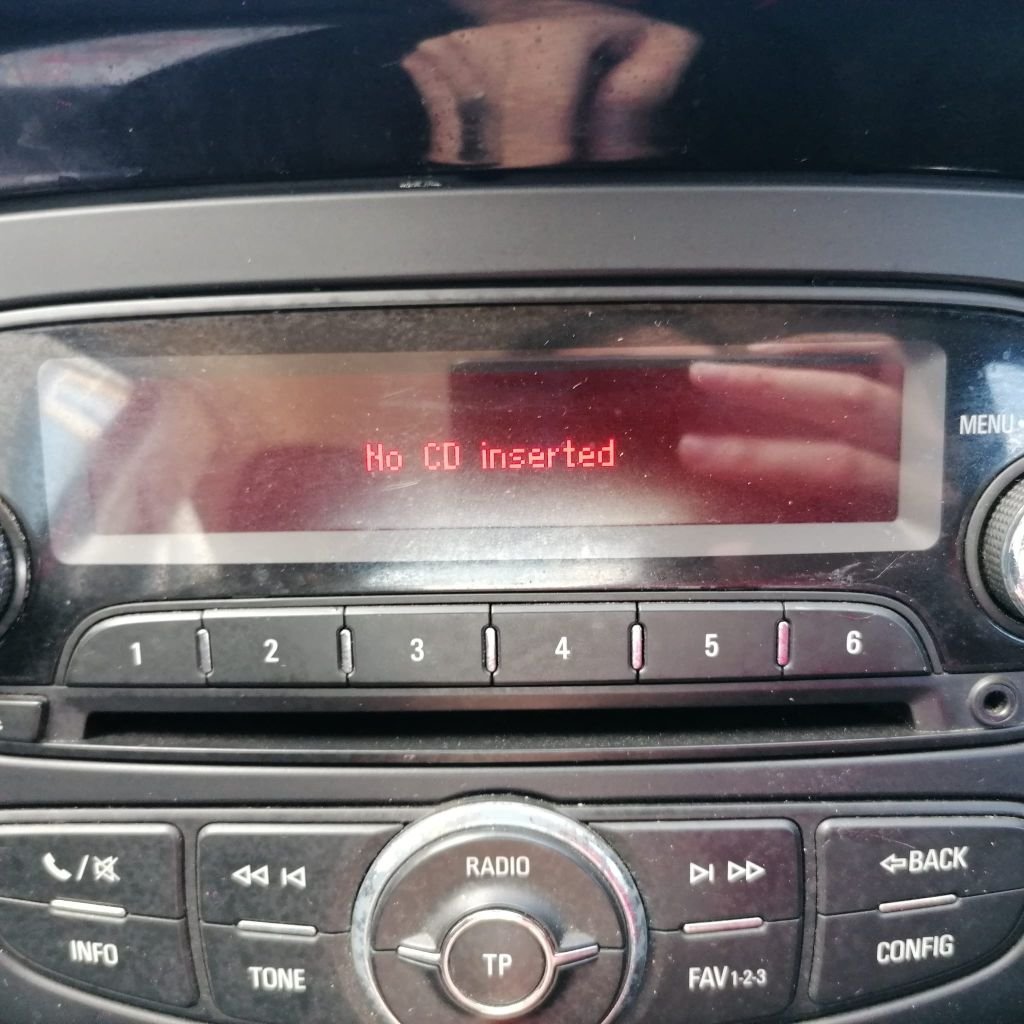 No CD inserted
MENU
1 2 3 4 5 6
RADIO
BACK
INFO
TONE
TP
FAV1-2-3
CONFIG